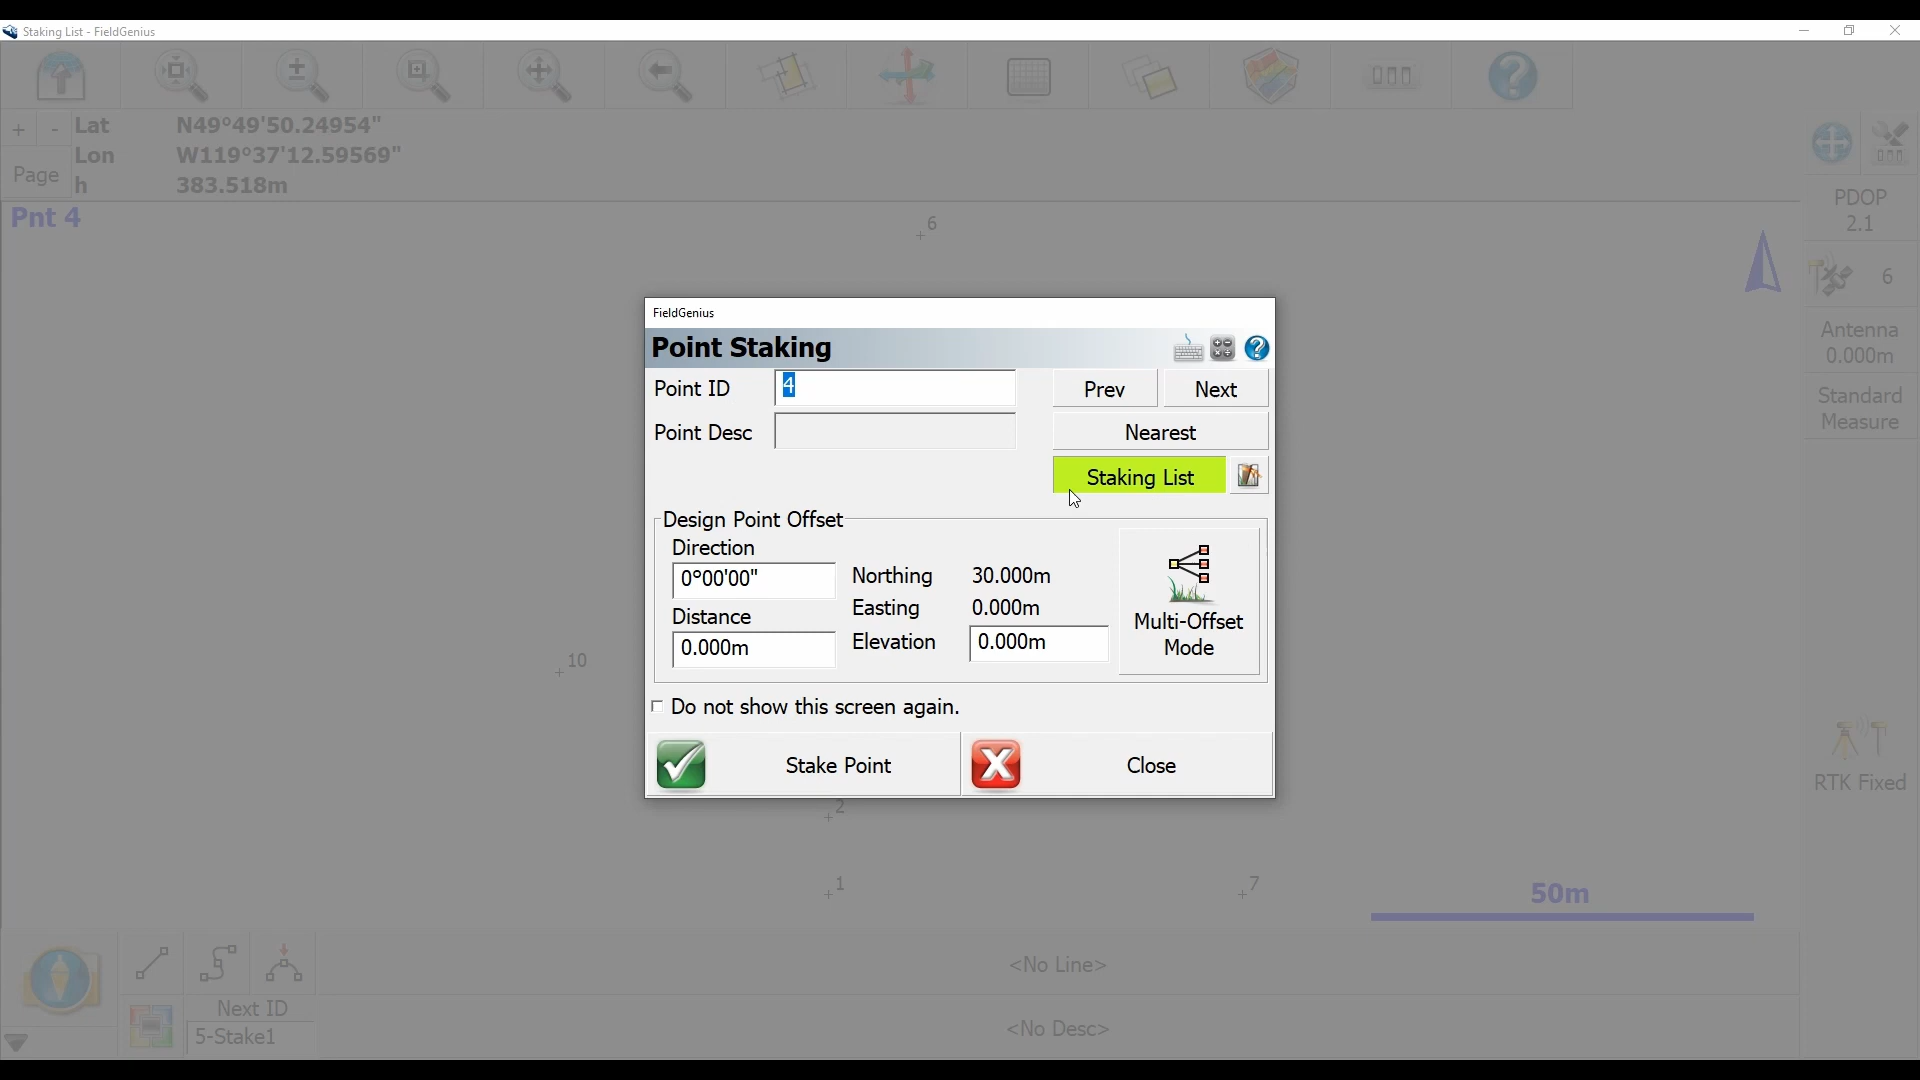 Staking List - FieldGenius
+ - Lat N49°49'50.24954"
Lon W119°37'12.59569"
Page
h 383.518m
Pnt 4
PDOP
2.1
6
Antenna
0.000m
Standard
Measure
RTK Fixed
6
10
2
1
7
50m
FieldGenius
Point Staking
Point ID 4 Prev Next
Point Desc Nearest
Staking List
Design Point Offset
Direction
0°00'00" Northing 30.000m
Distance Easting 0.000m
0.000m Elevation 0.000m
Multi-Offset
Mode
Do not show this screen again.
Stake Point Close
<No Line>
Next ID
5-Stake1 <No Desc>